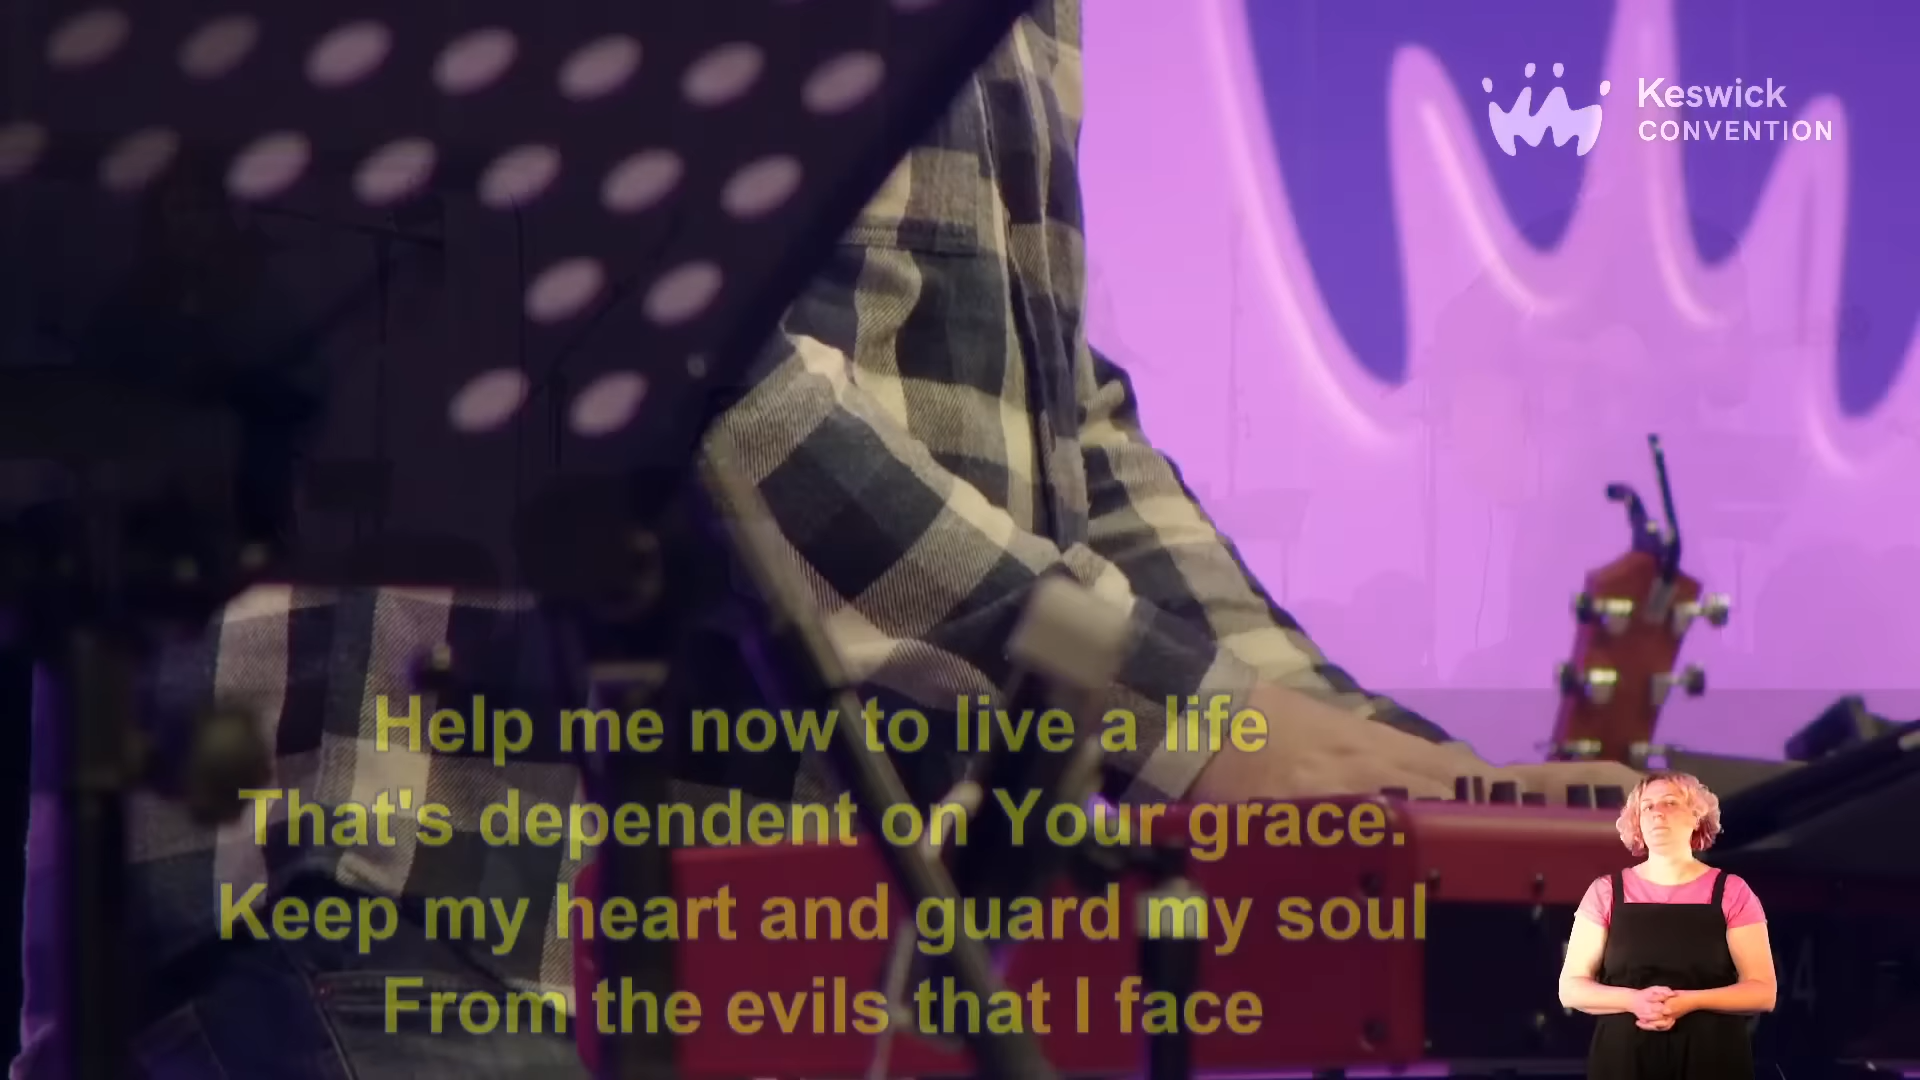 Keswick
CONVENTION
Help me now to live a life
That's dependent on Your grace.
Keep my heart and guard my soul
From the evils that I face